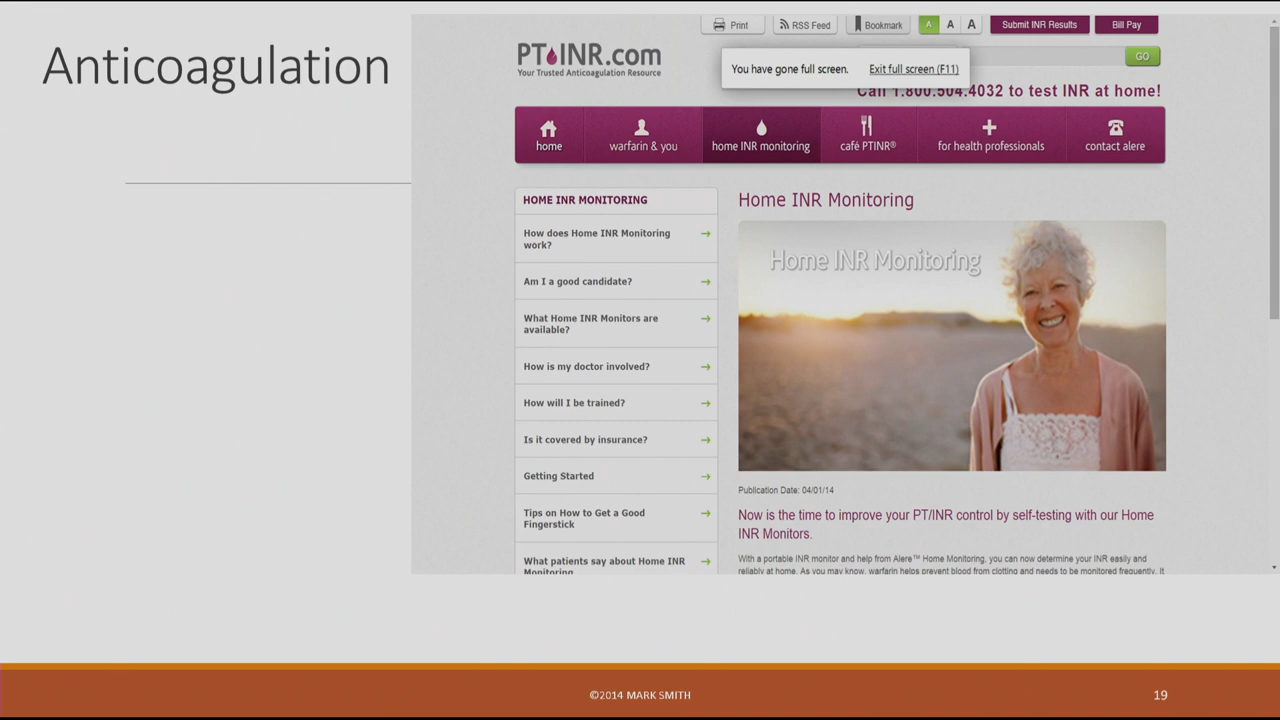 Anticoagulation
Print
RSS Feed
Bookmark
A
A
A
Submit INR Results
Bill Pay
PT INR.com
Your Trusted Anticoagulation Resource
You have gone full screen.
Exit full screen (F11)
GO
Call 1.800.504.4032 to test INR at home!
home
warfarin & you
home INR monitoring
café PTINR®
for health professionals
contact alere
HOME INR MONITORING
How does Home INR Monitoring
work?
Am I a good candidate?
What Home INR Monitors are
available?
How is my doctor involved?
How will I be trained?
Is it covered by insurance?
Getting Started
Tips on How to Get a Good
Fingerstick
What patients say about Home INR
Monitoring
Home INR Monitoring
Home INR Monitoring
Publication Date: 04/01/14
Now is the time to improve your PT/INR control by self-testing with our Home
INR Monitors.
With a portable INR monitor and help from Alere™ Home Monitoring, you can now determine your INR easily and
reliably at home. As you may know, warfarin helps prevent blood from clotting and needs to be monitored frequently. It
©2014 MARK SMITH
19